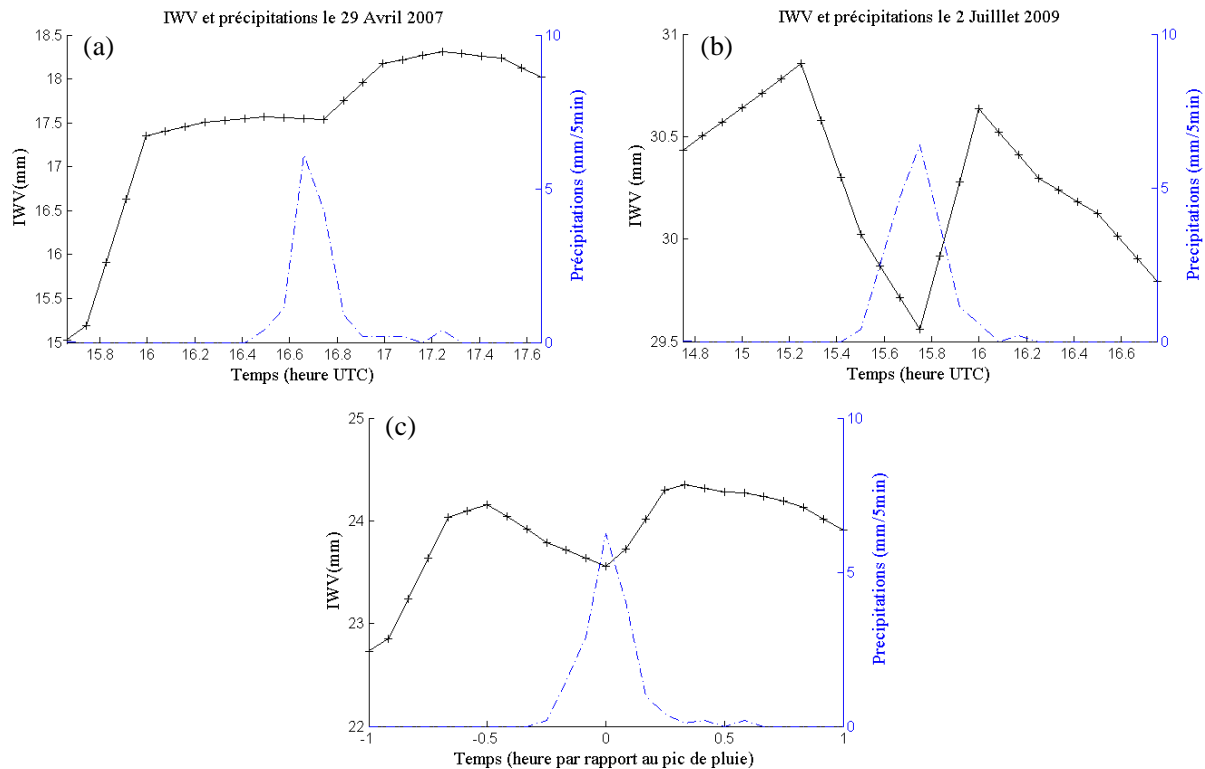 IWV et précipitations le 29 Avril 2007
(a)
IWV(mm)
18.5
18
17.5
17
16.5
16
15.5
15
10
5
0
Précipitations (mm/5min)
15.8 16 16.2 16.4 16.6 16.8 17 17.2 17.4 17.6
Temps (heure UTC)
IWV et précipitations le 2 Juilllet 2009
(b)
IWV (mm)
31
30.5
30
29.5
10
5
0
Precipitations (mm/5min)
14.8 15 15.2 15.4 15.6 15.8 16 16.4 16.6
Temps (heure UTC)
(c)
IWV(mm)
25
24
23
22
10
5
0
Precipitations (mm/5min)
-1 -0.5 0 0.5 1
Temps (heure par rapport au pic de pluie)